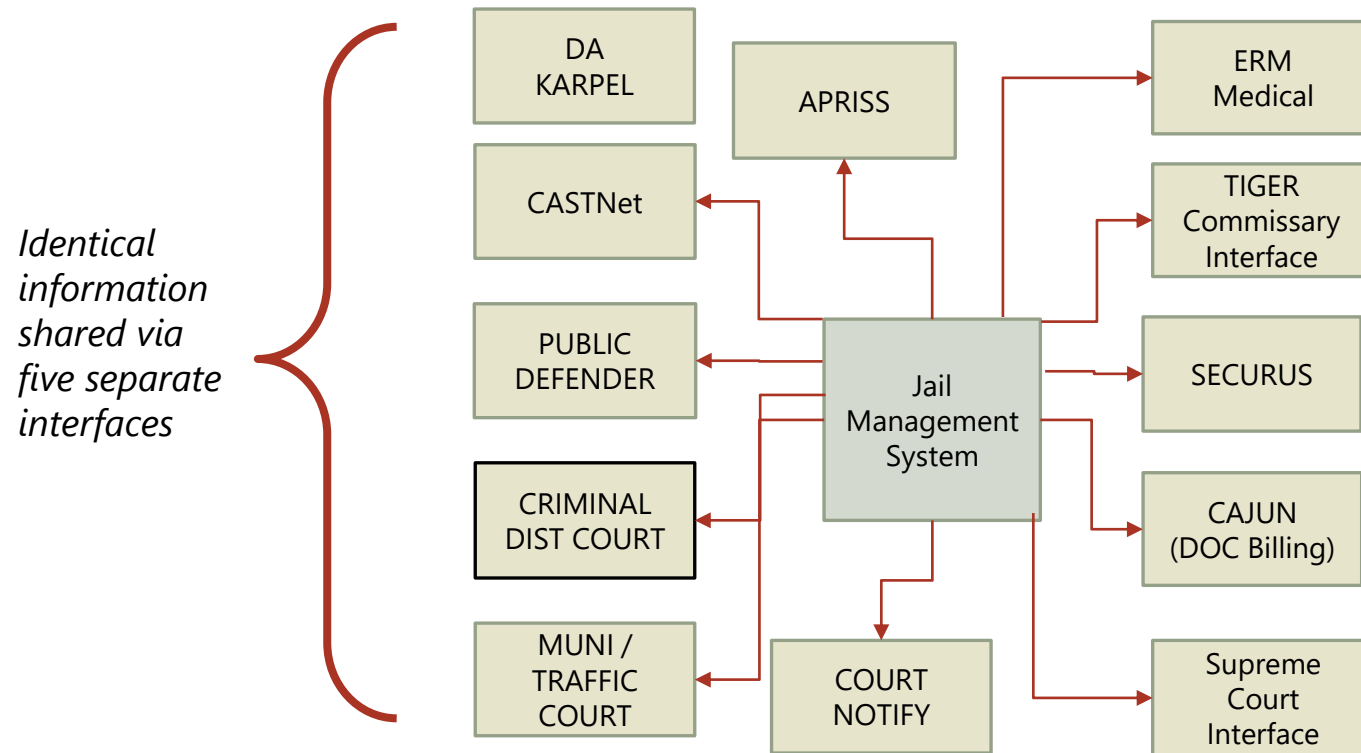 Identical
information
shared via
five separate
interfaces
DA
KARPEL
CASTNet
PUBLIC
DEFENDER
CRIMINAL
DIST COURT
MUNI /
TRAFFIC
COURT
APRISS
Jail
Management
System
COURT
NOTIFY
ERM
Medical
TIGER
Commissary
Interface
SECURUS
CAJUN
(DOC Billing)
Supreme
Court
Interface